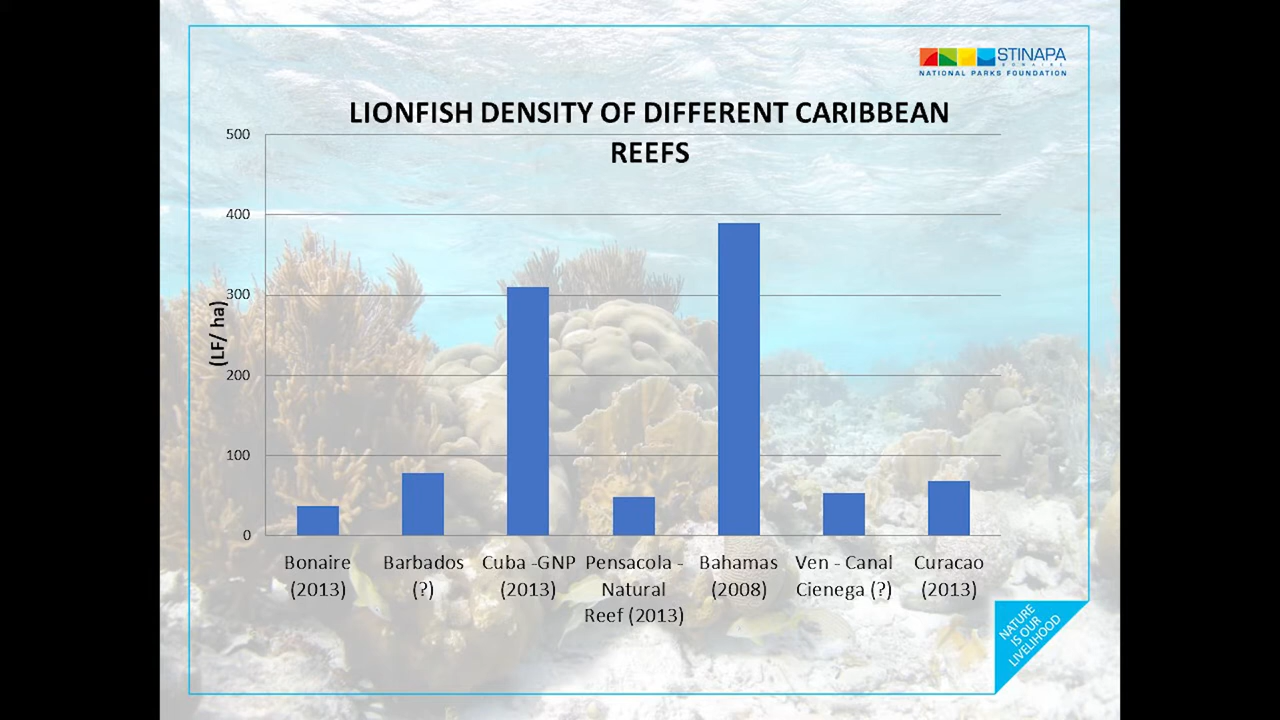 STINAPA
BONAIRE
NATIONAL PARKS FOUNDATION
LIONFISH DENSITY OF DIFFERENT CARIBBEAN
REEFS
(LF/ ha)
500
400
300
200
100
0
Bonaire
(2013)
Barbados
(?)
Cuba -GNP
(2013)
Pensacola -
Natural
Reef (2013)
Bahamas
(2008)
Ven - Canal
Cienega (?)
Curacao
(2013)
NATURE
IS OUR
LIVELIHOOD